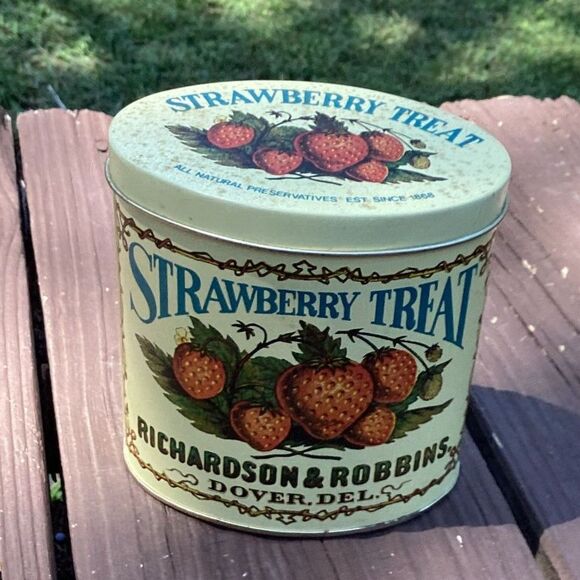 STRAWBERRY TREAT
ALL NATURAL PRESERVATIVES EST. SINCE 1868
STRAWBERRY TREAT
RICHARDSON & ROBBINS,
DOVER, DEL.